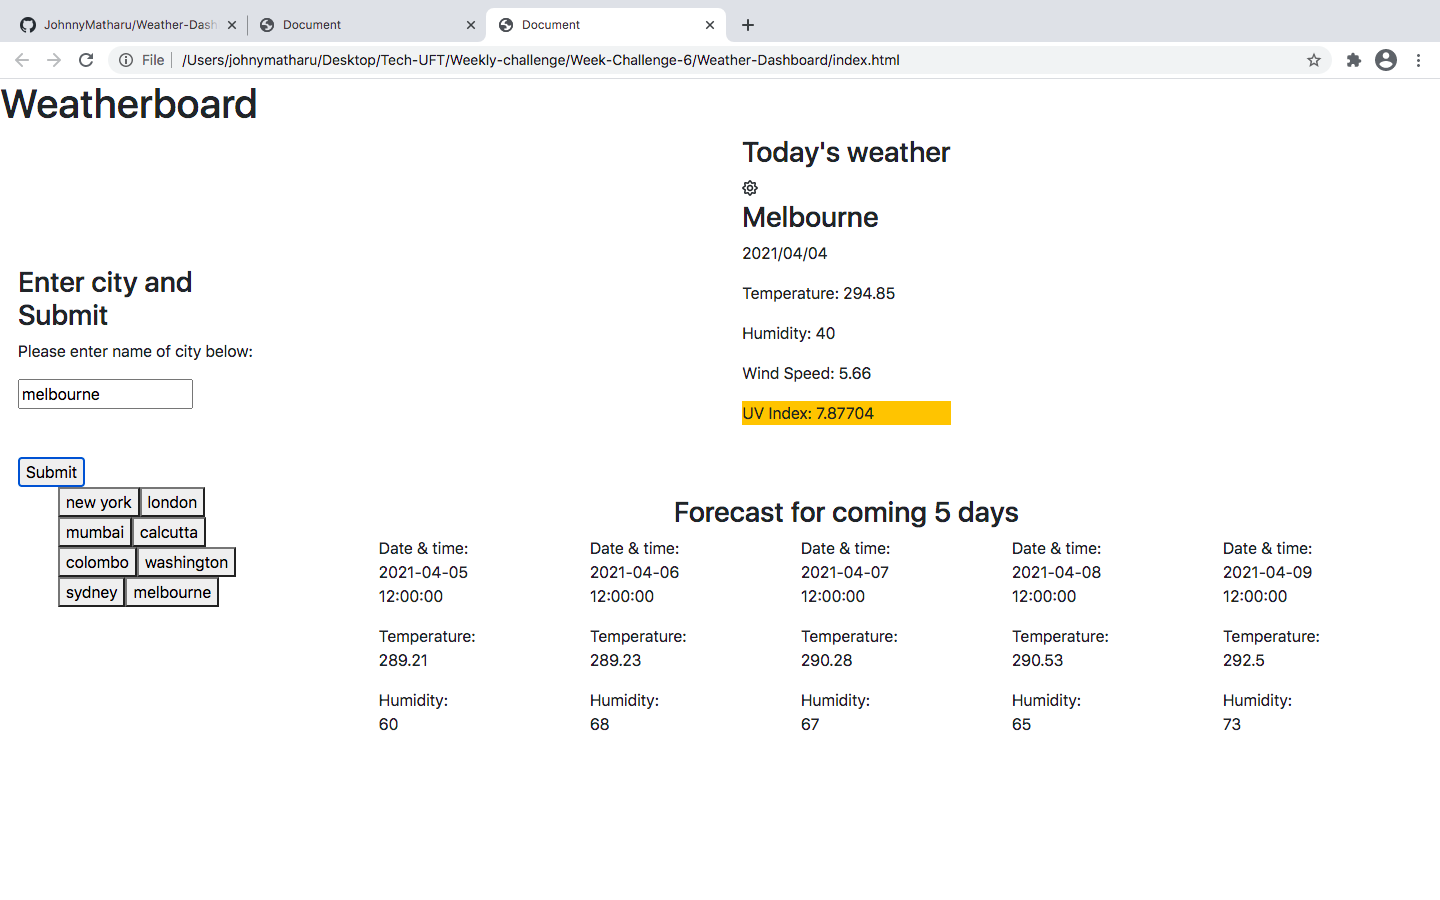 JohnnyMatharu/Weather-Dash
Document
Document
File
/Users/johnymatharu/Desktop/Tech-UFT/Weekly-challenge/Week-Challenge-6/Weather-Dashboard/index.html
Weatherboard
Enter city and
Submit
Please enter name of city below:
melbourne
Submit
new york london
mumbai calcutta
colombo washington
sydney melbourne
Today's weather
Melbourne
2021/04/04
Temperature: 294.85
Humidity: 40
Wind Speed: 5.66
UV Index: 7.87704
Forecast for coming 5 days
Date & time:
2021-04-05
12:00:00
Temperature:
289.21
Humidity:
60
Date & time:
2021-04-06
12:00:00
Temperature:
289.23
Humidity:
68
Date & time:
2021-04-07
12:00:00
Temperature:
290.28
Humidity:
67
Date & time:
2021-04-08
12:00:00
Temperature:
290.53
Humidity:
65
Date & time:
2021-04-09
12:00:00
Temperature:
292.5
Humidity:
73